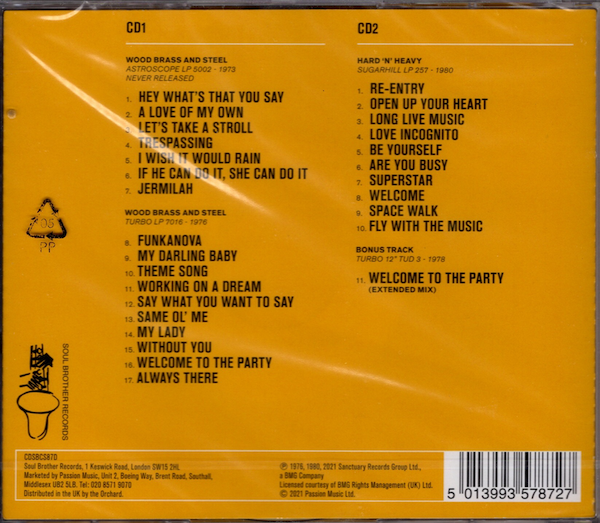 CD1
WOOD BRASS AND STEEL
ASTROSCOPE LP 5002 - 1973
NEVER RELEASED
1. HEY WHAT'S THAT YOU SAY
2. A LOVE OF MY OWN
3. LET'S TAKE A STROLL
4. TRESPASSING
5. I WISH IT WOULD RAIN
6. IF HE CAN DO IT, SHE CAN DO IT
7. JERMILAH
WOOD BRASS AND STEEL
TURBO LP 7016 - 1976
8. FUNKANOVA
9. MY DARLING BABY
10. THEME SONG
11. WORKING ON A DREAM
12. SAY WHAT YOU WANT TO SAY
13. SAME OL' ME
14. MY LADY
15. WITHOUT YOU
16. WELCOME TO THE PARTY
17. ALWAYS THERE
CD2
HARD 'N' HEAVY
SUGARHILL LP 257 - 1980
1. RE-ENTRY
2. OPEN UP YOUR HEART
3. LONG LIVE MUSIC
4. LOVE INCOGNITO
5. BE YOURSELF
6. ARE YOU BUSY
7. SUPERSTAR
8. WELCOME
9. SPACE WALK
10. FLY WITH THE MUSIC
BONUS TRACK
TURBO 12" TUD 3 - 1978
11. WELCOME TO THE PARTY
(EXTENDED MIX)
PP
SOUL BROTHER RECORDS
CDSBCS87D
Soul Brother Records, 1 Keswick Road, London SW15 2HL
Marketed by Passion Music, Unit 2, Boeing Way, Brent Road, Southall,
Middlesex UB2 5LB. Tel: 020 8571 9070
Distributed in the UK by the Orchard.
℗ 1976, 1980, 2021 Sanctuary Records Group Ltd.,
a BMG Company
Licensed courtesy of BMG Rights Management (UK) Ltd.
© 2021 Passion Music Ltd.
5 013993 578727